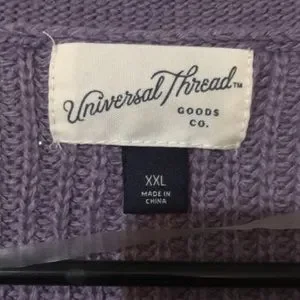 Universal Thread™
GOODS
CO.
XXL
MADE IN
CHINA